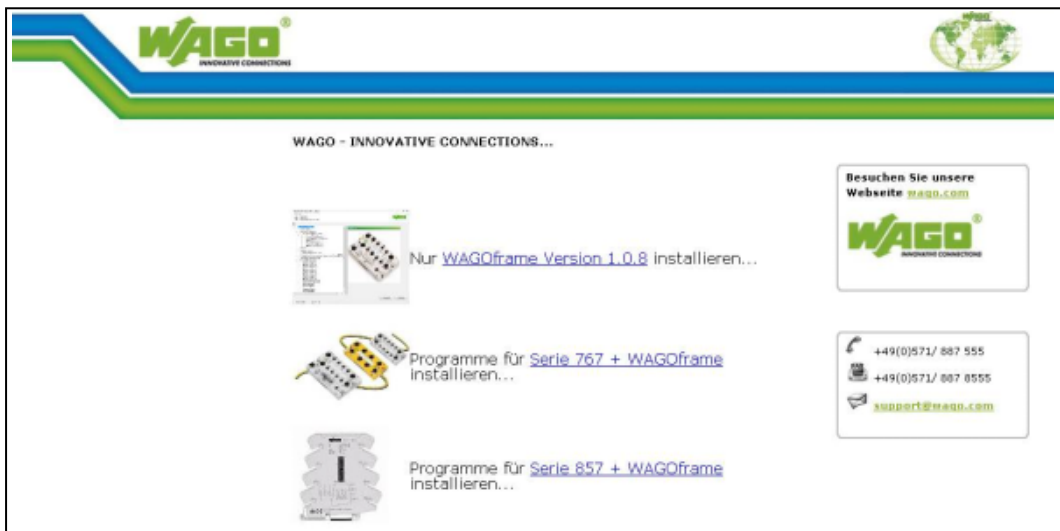 WAGO®
INNOVATIVE CONNECTIONS
WAGO
WAGO - INNOVATIVE CONNECTIONS...
Besuchen Sie unsere
Webseite wago.com
WAGO®
INNOVATIVE CONNECTIONS
Nur WAGOframe Version 1.0.8 installieren...
Programme für Serie 767 + WAGOframe
installieren...
+49(0)571/ 887 555
+49(0)571/ 887 8555
support@wago.com
Programme für Serie 857 + WAGOframe
installieren...